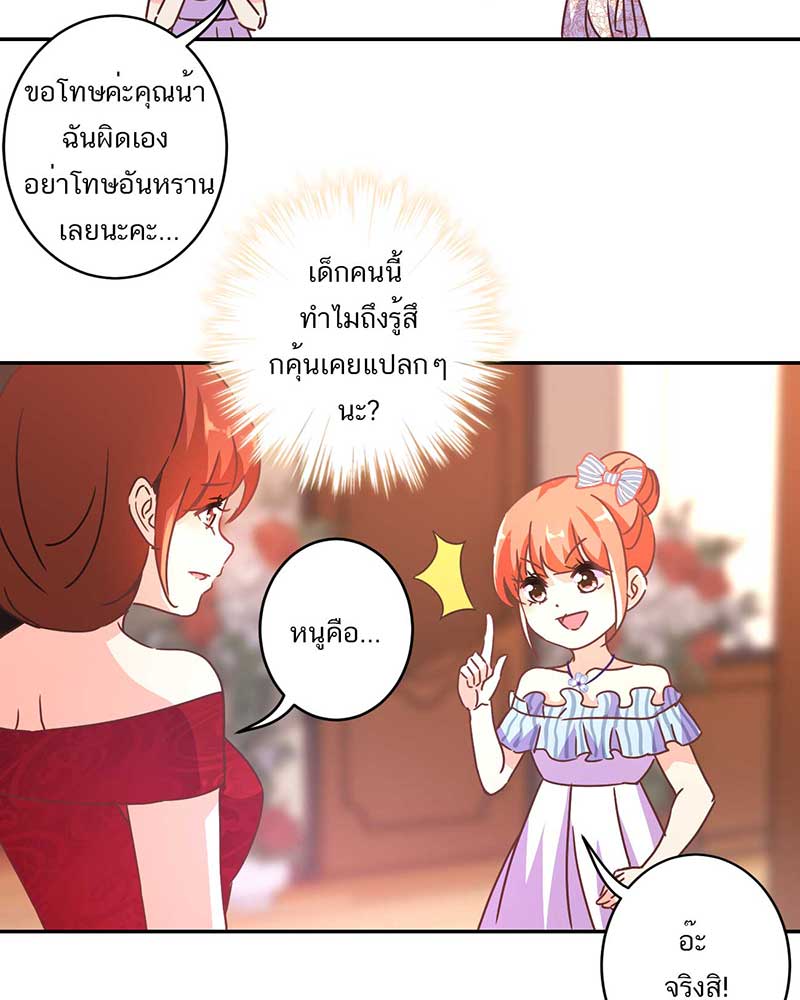 ขอโทษค่ะคุณน้า
ฉันผิดเอง
อย่าโทษอันหราน
เลยนะคะ...
เด็กคนนี้
ทำไมถึงรู้สึ
กคุ้นเคยแปลกๆ
นะ?
หนูคือ...
อ๊ะ
จริงสิ!